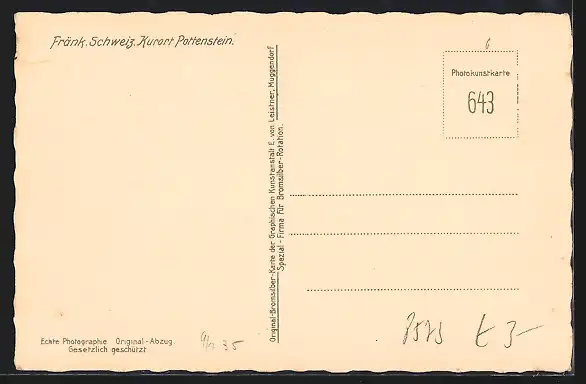 Fränk. Schweiz. Kurort Pottenstein.
Photokunstkarte
643
Original-Bromsilber-Karte der Graphischen Kunstanstalt E. von Leistner, Muggendorf
Spezial-Firma für Bromsilber-Rotation.
Echte Photographie Original-Abzug.
Gesetzlich geschützt
35